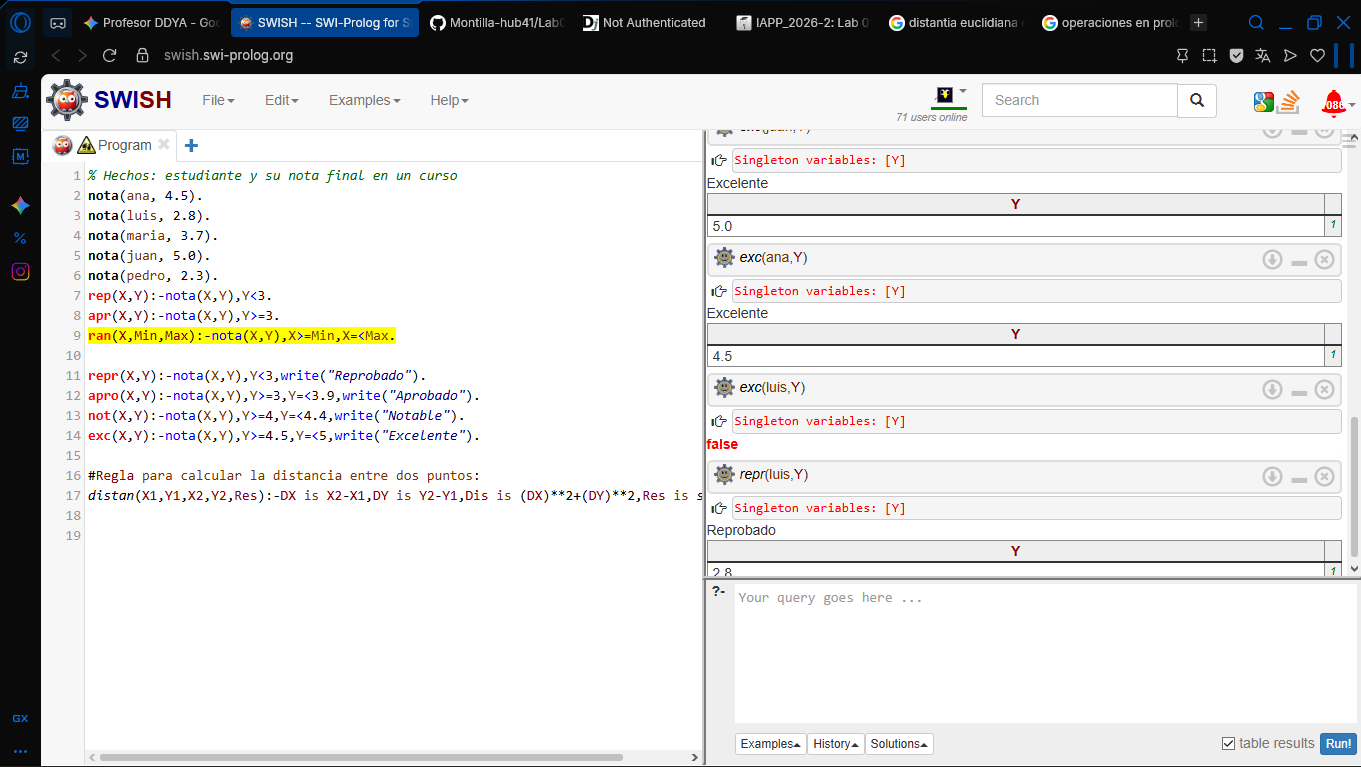 Profesor DDYA - Goo
SWISH -- SWI-Prolog for S
Montilla-hub41/Lab0
Not Authenticated
IAPP_2026-2: Lab 0
distantia euclidiana
operaciones en prolo
swish.swi-prolog.org
SWISH
File
Edit
Examples
Help
71 users online
Search
Program
1 % Hechos: estudiante y su nota final en un curso
2 nota(ana, 4.5).
3 nota(luis, 2.8).
4 nota(maria, 3.7).
5 nota(juan, 5.0).
6 nota(pedro, 2.3).
7 rep(X,Y):-nota(X,Y),Y<3.
8 apr(X,Y):-nota(X,Y),Y>=3.
9 ran(X,Min,Max):-nota(X,Y),X>=Min,X=<Max.
10
11 repr(X,Y):-nota(X,Y),Y<3,write("Reprobado").
12 apro(X,Y):-nota(X,Y),Y>=3,Y=<3.9,write("Aprobado").
13 not(X,Y):-nota(X,Y),Y>=4,Y=<4.4,write("Notable").
14 exc(X,Y):-nota(X,Y),Y>=4.5,Y=<5,write("Excelente").
15
16 #Regla para calcular la distancia entre dos puntos:
17 distan(X1,Y1,X2,Y2,Res):-DX is X2-X1,DY is Y2-Y1,Dis is (DX)**2+(DY)**2,Res is s
18
19
Singleton variables: [Y]
Excelente
Y
5.0 1
exc(ana,Y)
Singleton variables: [Y]
Excelente
Y
4.5 1
exc(luis,Y)
Singleton variables: [Y]
false
repr(luis,Y)
Singleton variables: [Y]
Reprobado
Y
2.8 1
?- Your query goes here ...
Examples
History
Solutions
table results
Run!
GX